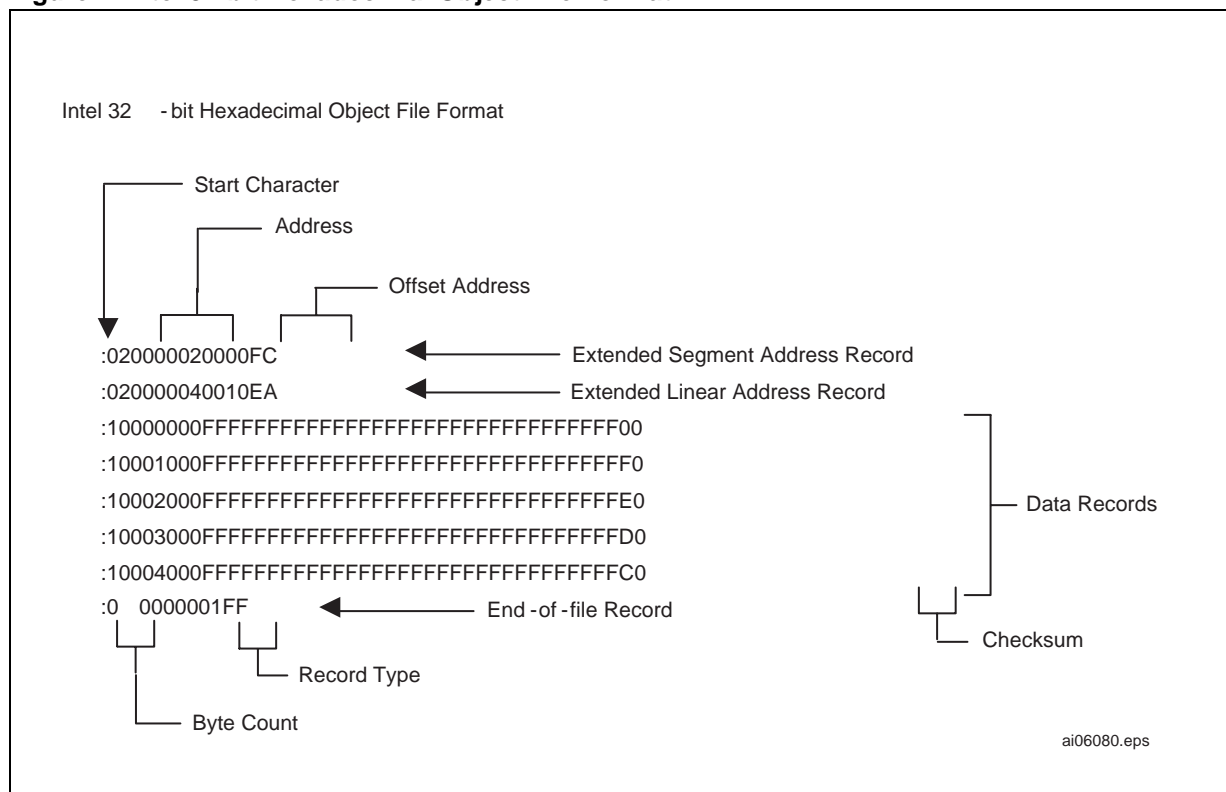 Intel 32 - bit Hexadecimal Object File Format
Start Character
Address
Offset Address
:020000020000FC
Extended Segment Address Record
:020000040010EA
Extended Linear Address Record
:10000000FFFFFFFFFFFFFFFFFFFFFFFFFFFFFFFF00
:10001000FFFFFFFFFFFFFFFFFFFFFFFFFFFFFFFFF0
:10002000FFFFFFFFFFFFFFFFFFFFFFFFFFFFFFFFE0
Data Records
:10003000FFFFFFFFFFFFFFFFFFFFFFFFFFFFFFFFD0
:10004000FFFFFFFFFFFFFFFFFFFFFFFFFFFFFFFFC0
:0 0000001FF
End -of -file Record
Checksum
Record Type
Byte Count
ai06080.eps